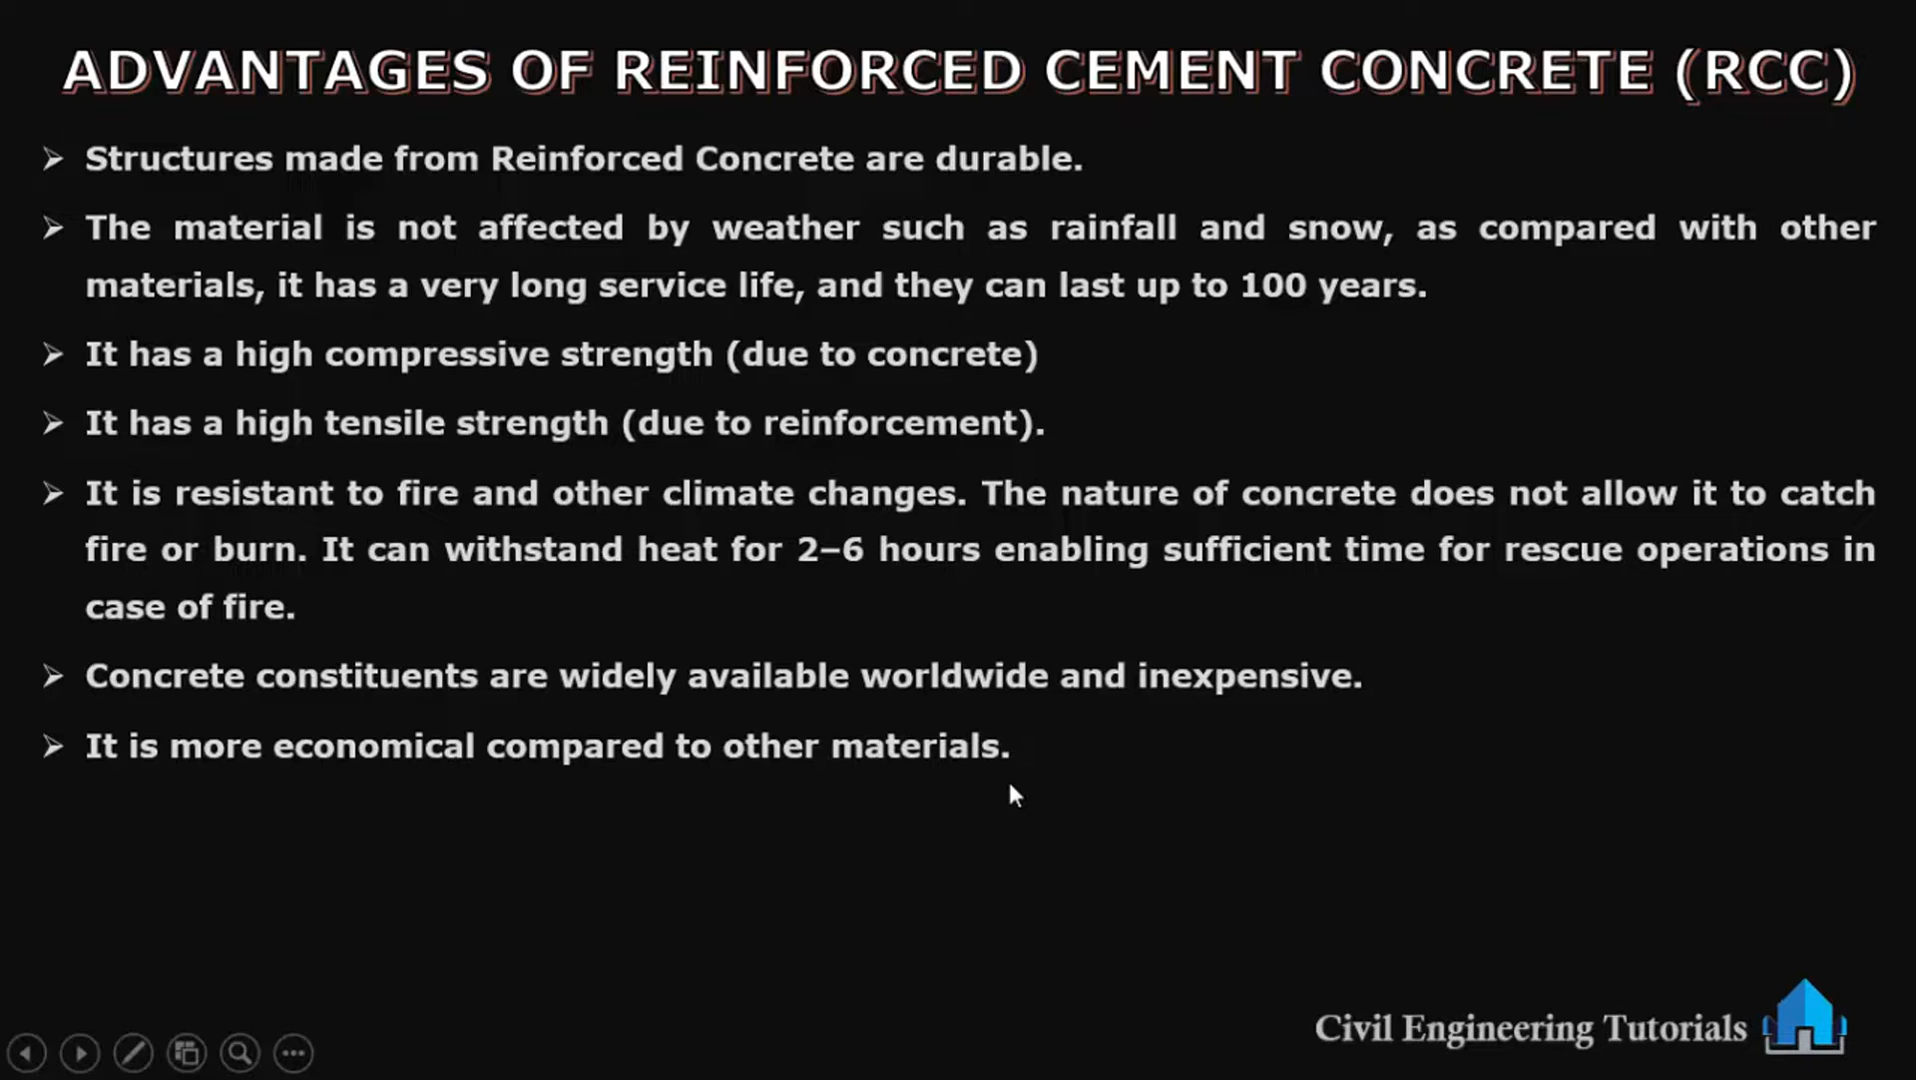 ADVANTAGES OF REINFORCED CEMENT CONCRETE (RCC)
➢ Structures made from Reinforced Concrete are durable.
➢ The material is not affected by weather such as rainfall and snow, as compared with other
materials, it has a very long service life, and they can last up to 100 years.
➢ It has a high compressive strength (due to concrete)
➢ It has a high tensile strength (due to reinforcement).
➢ It is resistant to fire and other climate changes. The nature of concrete does not allow it to catch
fire or burn. It can withstand heat for 2–6 hours enabling sufficient time for rescue operations in
case of fire.
➢ Concrete constituents are widely available worldwide and inexpensive.
➢ It is more economical compared to other materials.
Civil Engineering Tutorials